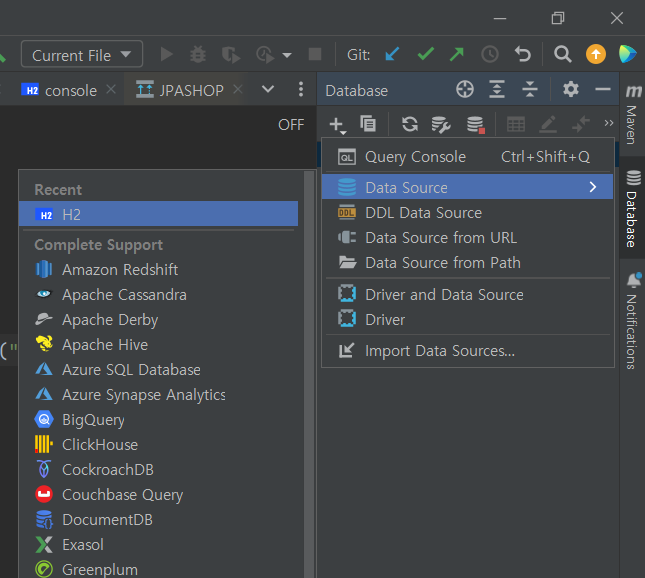 Current File
Git:
console
JPASHOP
Database
OFF
Query Console Ctrl+Shift+Q
Data Source
DDL Data Source
Data Source from URL
Data Source from Path
Driver and Data Source
Driver
Import Data Sources...
Recent
H2 H2
Complete Support
Amazon Redshift
Apache Cassandra
Apache Derby
Apache Hive
Azure SQL Database
Azure Synapse Analytics
BigQuery
ClickHouse
CockroachDB
Couchbase Query
DocumentDB
Exasol
Greenplum
("
Maven
Database
Notifications